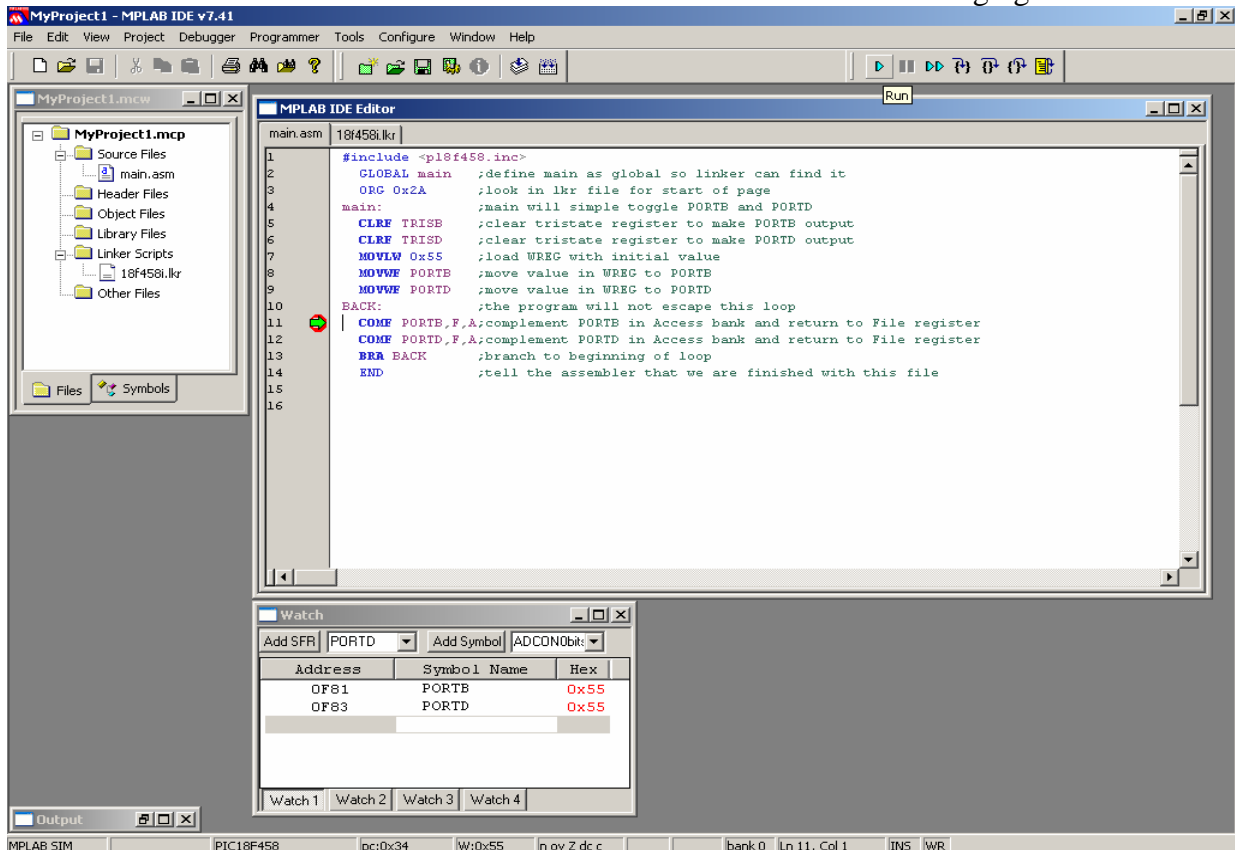 MyProject1 - MPLAB IDE v7.41
File Edit View Project Debugger Programmer Tools Configure Window Help
Run
MyProject1.mcw
MyProject1.mcp
Source Files
main.asm
Header Files
Object Files
Library Files
Linker Scripts
18f458i.lkr
Other Files
Files Symbols
MPLAB IDE Editor
main.asm 18f458i.lkr
1 #include <p18f458.inc>
2 GLOBAL main ;define main as global so linker can find it
3 ORG 0x2A ;look in lkr file for start of page
4 main: ;main will simple toggle PORTB and PORTD
5 CLRF TRISB ;clear tristate register to make PORTB output
6 CLRF TRISD ;clear tristate register to make PORTD output
7 MOVLW 0x55 ;load WREG with initial value
8 MOVWF PORTB ;move value in WREG to PORTB
9 MOVWF PORTD ;move value in WREG to PORTD
10 BACK: ;the program will not escape this loop
11 COMF PORTB,F,A;complement PORTB in Access bank and return to File register
12 COMF PORTD,F,A;complement PORTD in Access bank and return to File register
13 BRA BACK ;branch to beginning of loop
14 END ;tell the assembler that we are finished with this file
15
16
Watch
Add SFR PORTD Add Symbol ADCON0bits
Address Symbol Name Hex
0F81 PORTB 0x55
0F83 PORTD 0x55
Watch 1 Watch 2 Watch 3 Watch 4
Output
MPLAB SIM PIC18F458 pc:0x34 W:0x55 n ov Z dc c bank 0 Ln 11, Col 1 INS WR